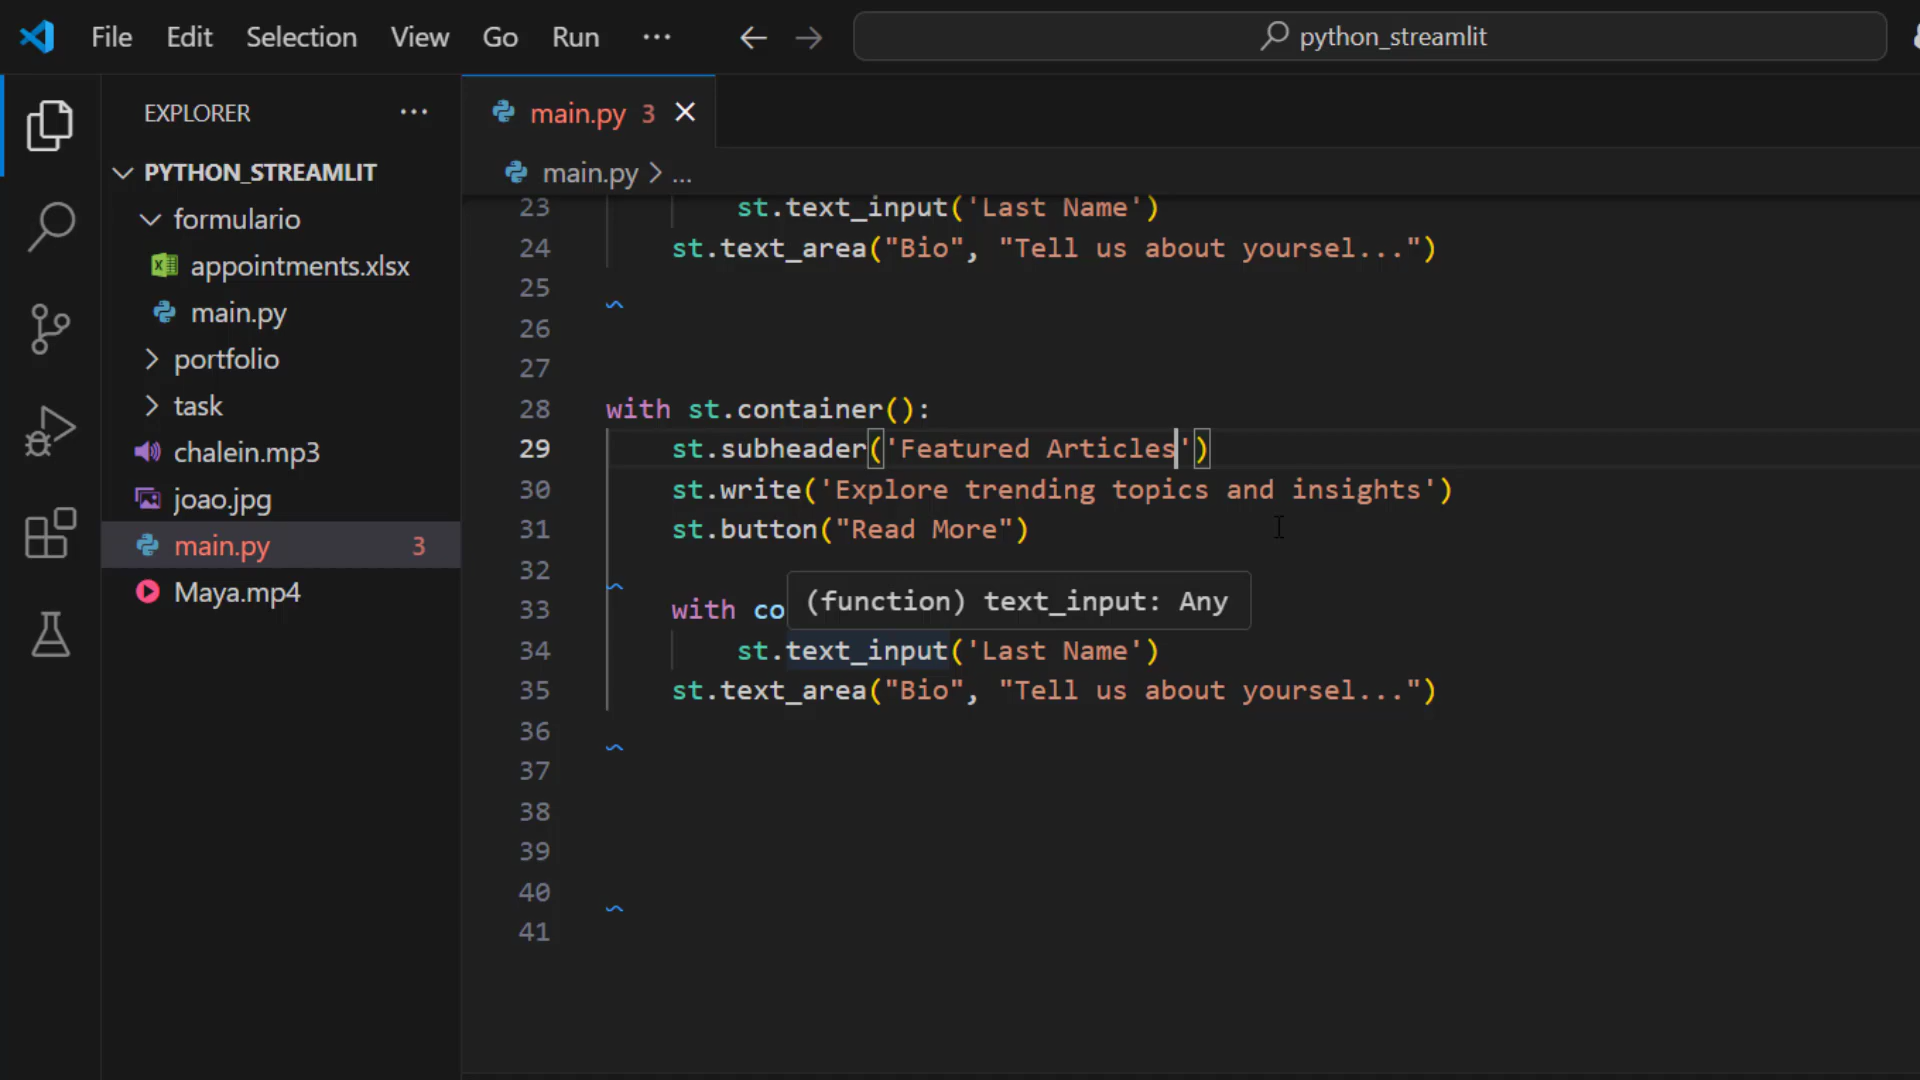 File Edit Selection View Go Run ... python_streamlit
EXPLORER ...
PYTHON_STREAMLIT
formulario
appointments.xlsx
main.py
portfolio
task
chalein.mp3
joao.jpg
main.py 3
Maya.mp4
main.py 3
main.py > ...
23 st.text_input('Last Name')
24 st.text_area("Bio", "Tell us about yoursel...")
25
26
27
28 with st.container():
29 st.subheader('Featured Articles')
30 st.write('Explore trending topics and insights')
31 st.button("Read More")
32
(function) text_input: Any
33 with co
34 st.text_input('Last Name')
35 st.text_area("Bio", "Tell us about yoursel...")
36
37
38
39
40
41